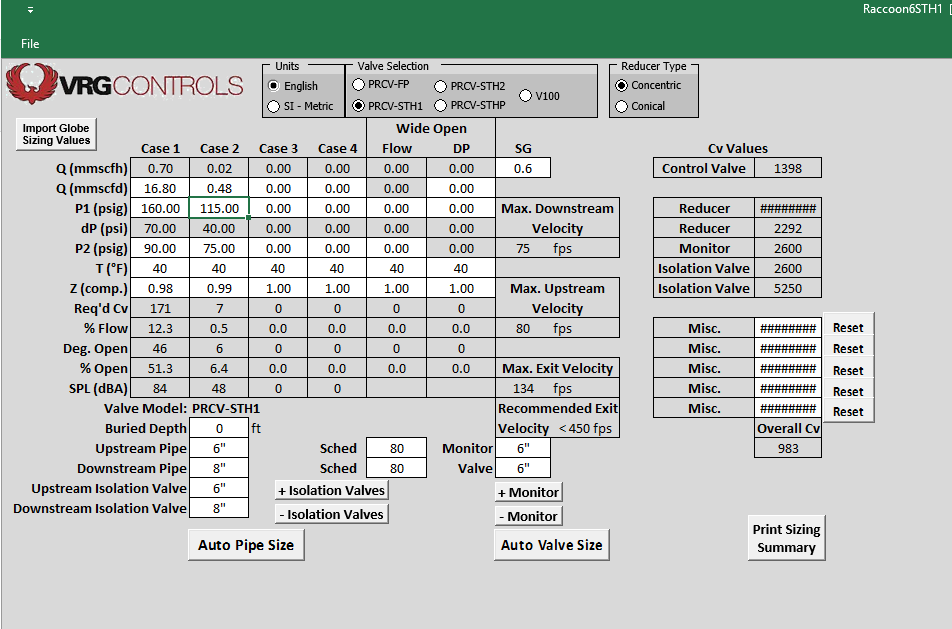 Raccoon6STH1
File
VRGCONTROLS
Units
English
SI - Metric
Valve Selection
PRCV-FP
PRCV-STH2
PRCV-STH1
PRCV-STHP
V100
Reducer Type
Concentric
Conical
Import Globe
Sizing Values
Wide Open
Case 1 Case 2 Case 3 Case 4 Flow DP SG
Q (mmscfh) 0.70 0.02 0.00 0.00 0.00 0.00 0.6
Q (mmscfd) 16.80 0.48 0.00 0.00 0.00 0.00
P1 (psig) 160.00 115.00 0.00 0.00 0.00 0.00 Max. Downstream
dP (psi) 70.00 40.00 0.00 0.00 0.00 0.00 Velocity
P2 (psig) 90.00 75.00 0.00 0.00 0.00 0.00 75 fps
T (°F) 40 40 40 40 40 40
Z (comp.) 0.98 0.99 1.00 1.00 1.00 1.00 Max. Upstream
Req'd Cv 171 7 0 0 0 0 Velocity
% Flow 12.3 0.5 0.0 0.0 0.0 0.0 80 fps
Deg. Open 46 6 0 0 0 0
% Open 51.3 6.4 0.0 0.0 0.0 0.0 Max. Exit Velocity
SPL (dBA) 84 48 0 0 134 fps
Valve Model: PRCV-STH1 Recommended Exit
Buried Depth 0 ft Velocity < 450 fps
Upstream Pipe 6" Sched 80 Monitor 6"
Downstream Pipe 8" Sched 80 Valve 6"
Upstream Isolation Valve 6"
Downstream Isolation Valve 8"
+ Isolation Valves
- Isolation Valves
+ Monitor
- Monitor
Auto Pipe Size
Auto Valve Size
Cv Values
Control Valve 1398
Reducer ########
Reducer 2292
Monitor 2600
Isolation Valve 2600
Isolation Valve 5250
Misc. ######## Reset
Misc. ######## Reset
Misc. ######## Reset
Misc. ######## Reset
Misc. ######## Reset
Overall Cv
983
Print Sizing
Summary